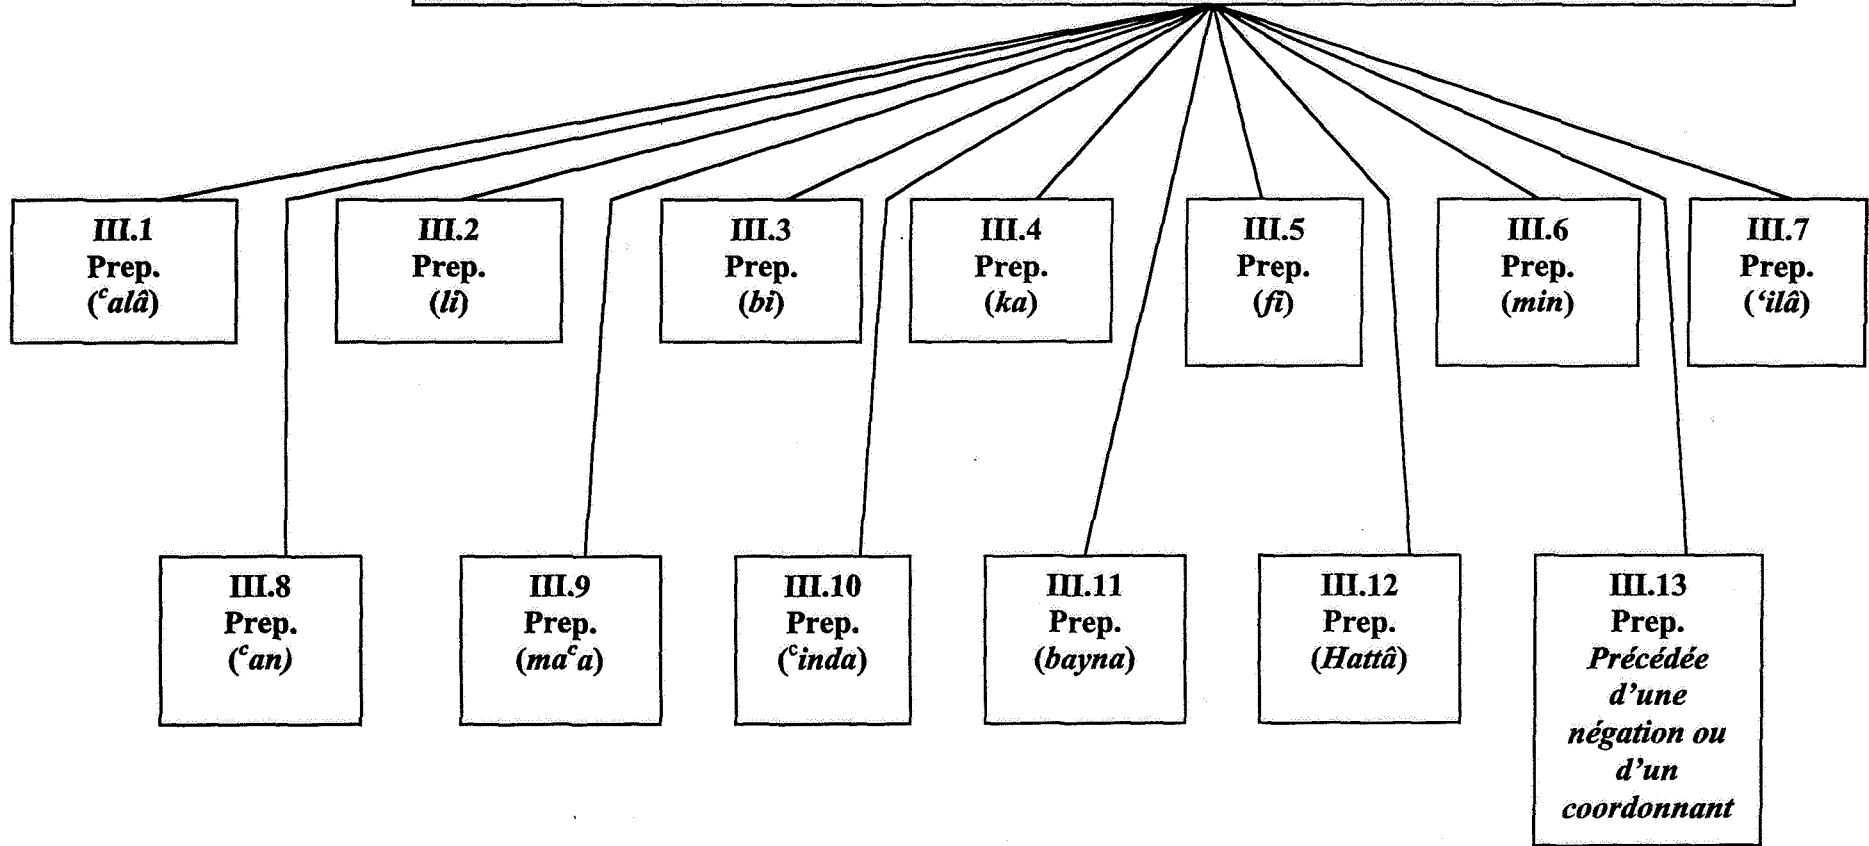 III.1
Prep.
(ᶜalâ)
III.2
Prep.
(li)
III.3
Prep.
(bi)
III.4
Prep.
(ka)
III.5
Prep.
(fi)
III.6
Prep.
(min)
III.7
Prep.
(‘ilâ)
III.8
Prep.
(ᶜan)
III.9
Prep.
(maᶜa)
III.10
Prep.
(ᶜinda)
III.11
Prep.
(bayna)
III.12
Prep.
(Hattâ)
III.13
Prep.
Précédée
d’une
négation ou
d’un
coordonnant